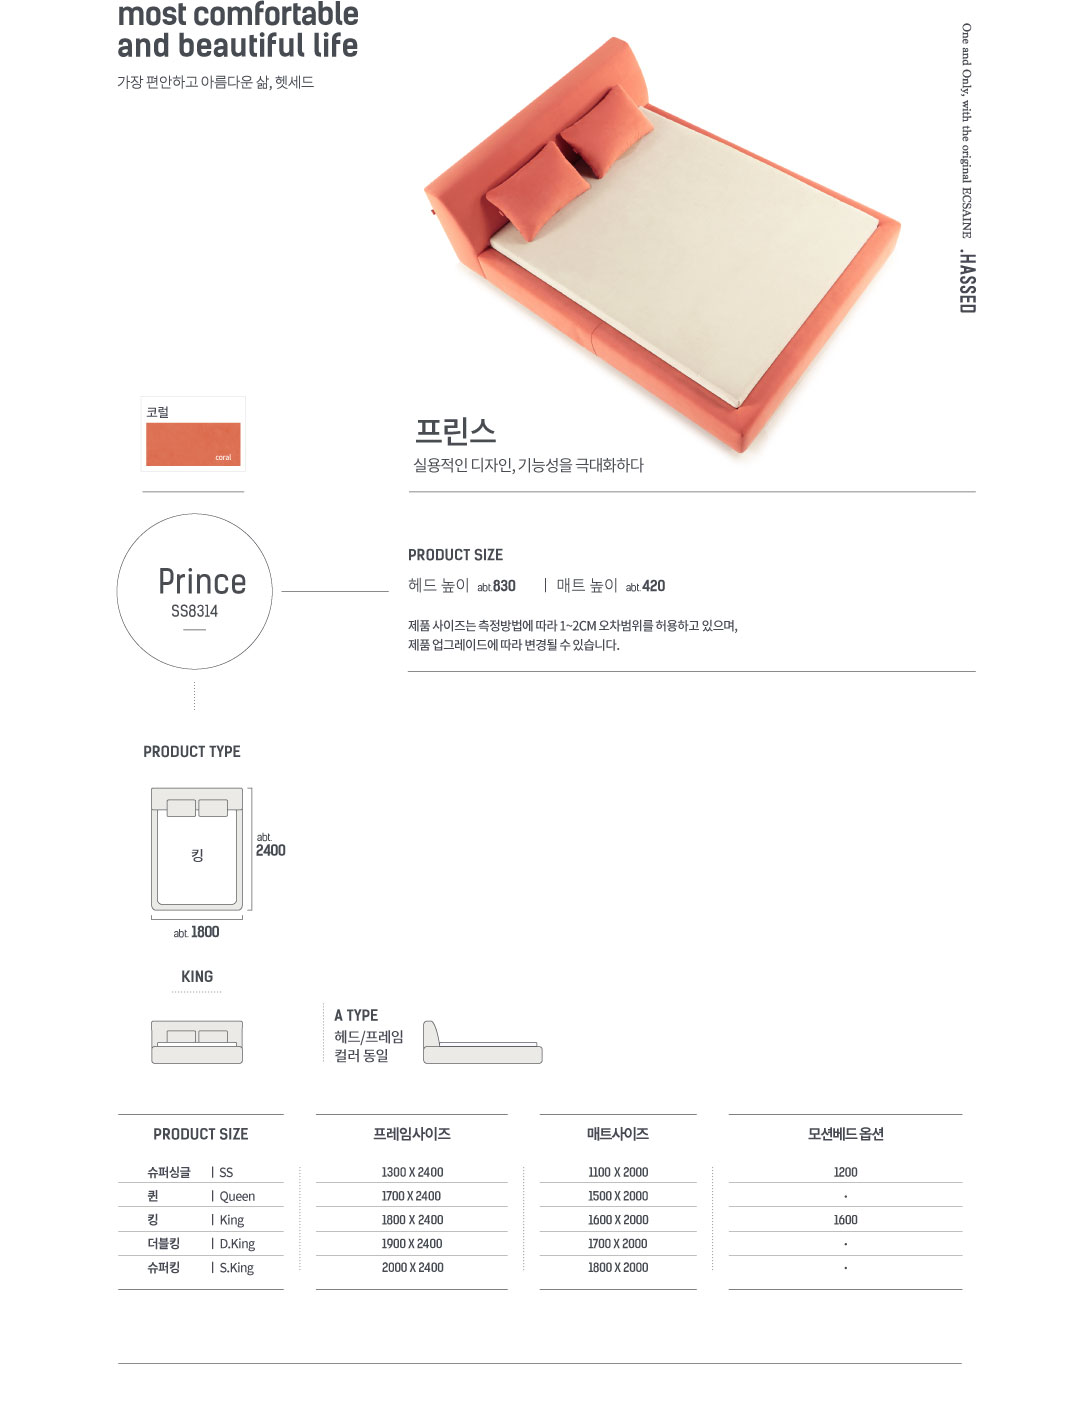 most comfortable
and beautiful life
가장 편안하고 아름다운 삶, 헷세드
One and Only, with the original ECSAINE .HASSED
코럴
coral
프린스
실용적인 디자인, 기능성을 극대화하다
Prince
SS8314
PRODUCT SIZE
헤드 높이 abt.830 | 매트 높이 abt.420
제품 사이즈는 측정방법에 따라 1~2CM 오차범위를 허용하고 있으며,
제품 업그레이드에 따라 변경될 수 있습니다.
PRODUCT TYPE
킹
abt.
2400
abt. 1800
KING
A TYPE
헤드/프레임
컬러 동일
PRODUCT SIZE 프레임사이즈 매트사이즈 모션베드 옵션
슈퍼싱글 | SS 1300 X 2400 1100 X 2000 1200
퀸 | Queen 1700 X 2400 1500 X 2000 ·
킹 | King 1800 X 2400 1600 X 2000 1600
더블킹 | D.King 1900 X 2400 1700 X 2000 ·
슈퍼킹 | S.King 2000 X 2400 1800 X 2000 ·